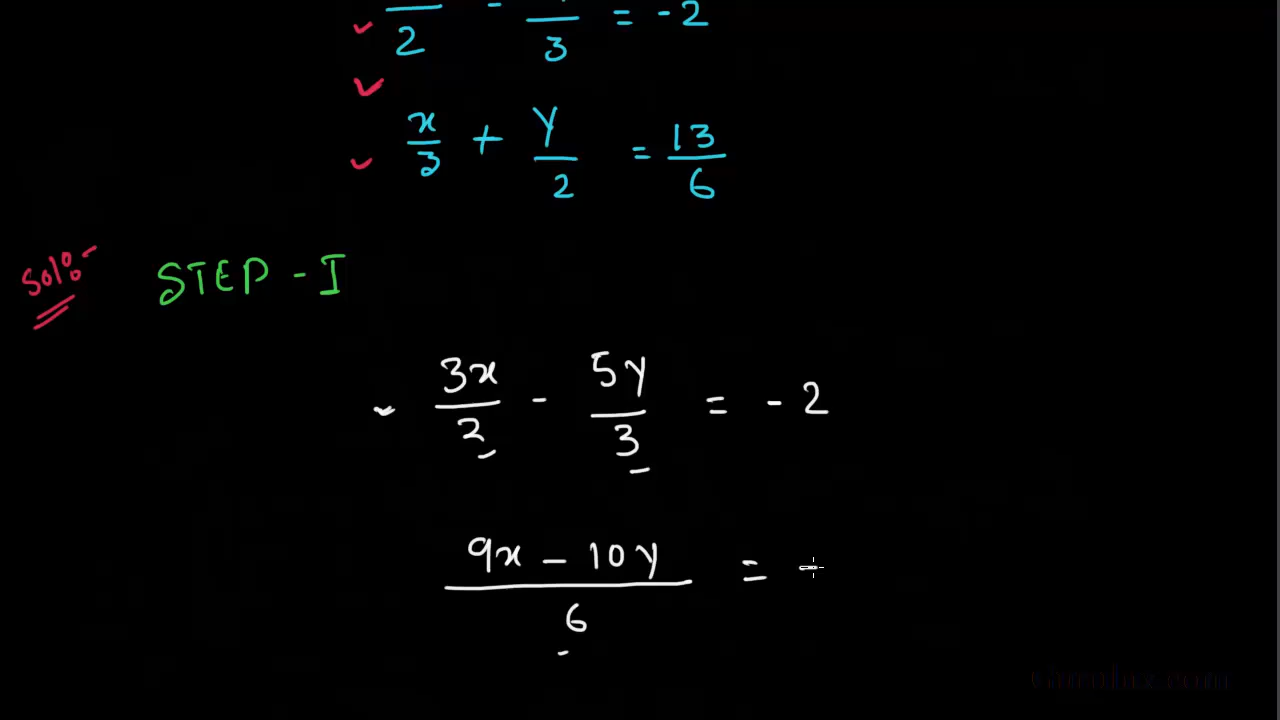 2 - 3 = -2
x/3 + y/2 = 13/6
Sol:-
STEP - I
3x/2 - 5y/3 = - 2
9x - 10y/6 = -